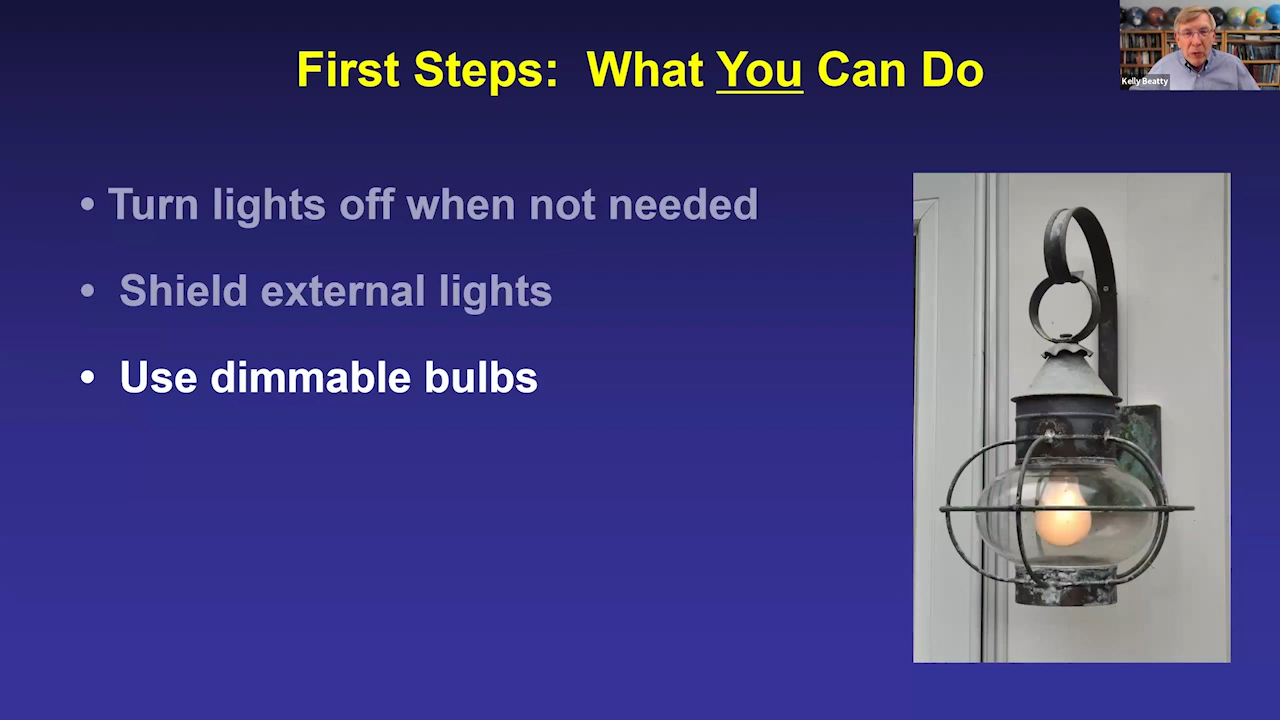 First Steps: What You Can Do
Kelly Beatty
• Turn lights off when not needed
• Shield external lights
• Use dimmable bulbs